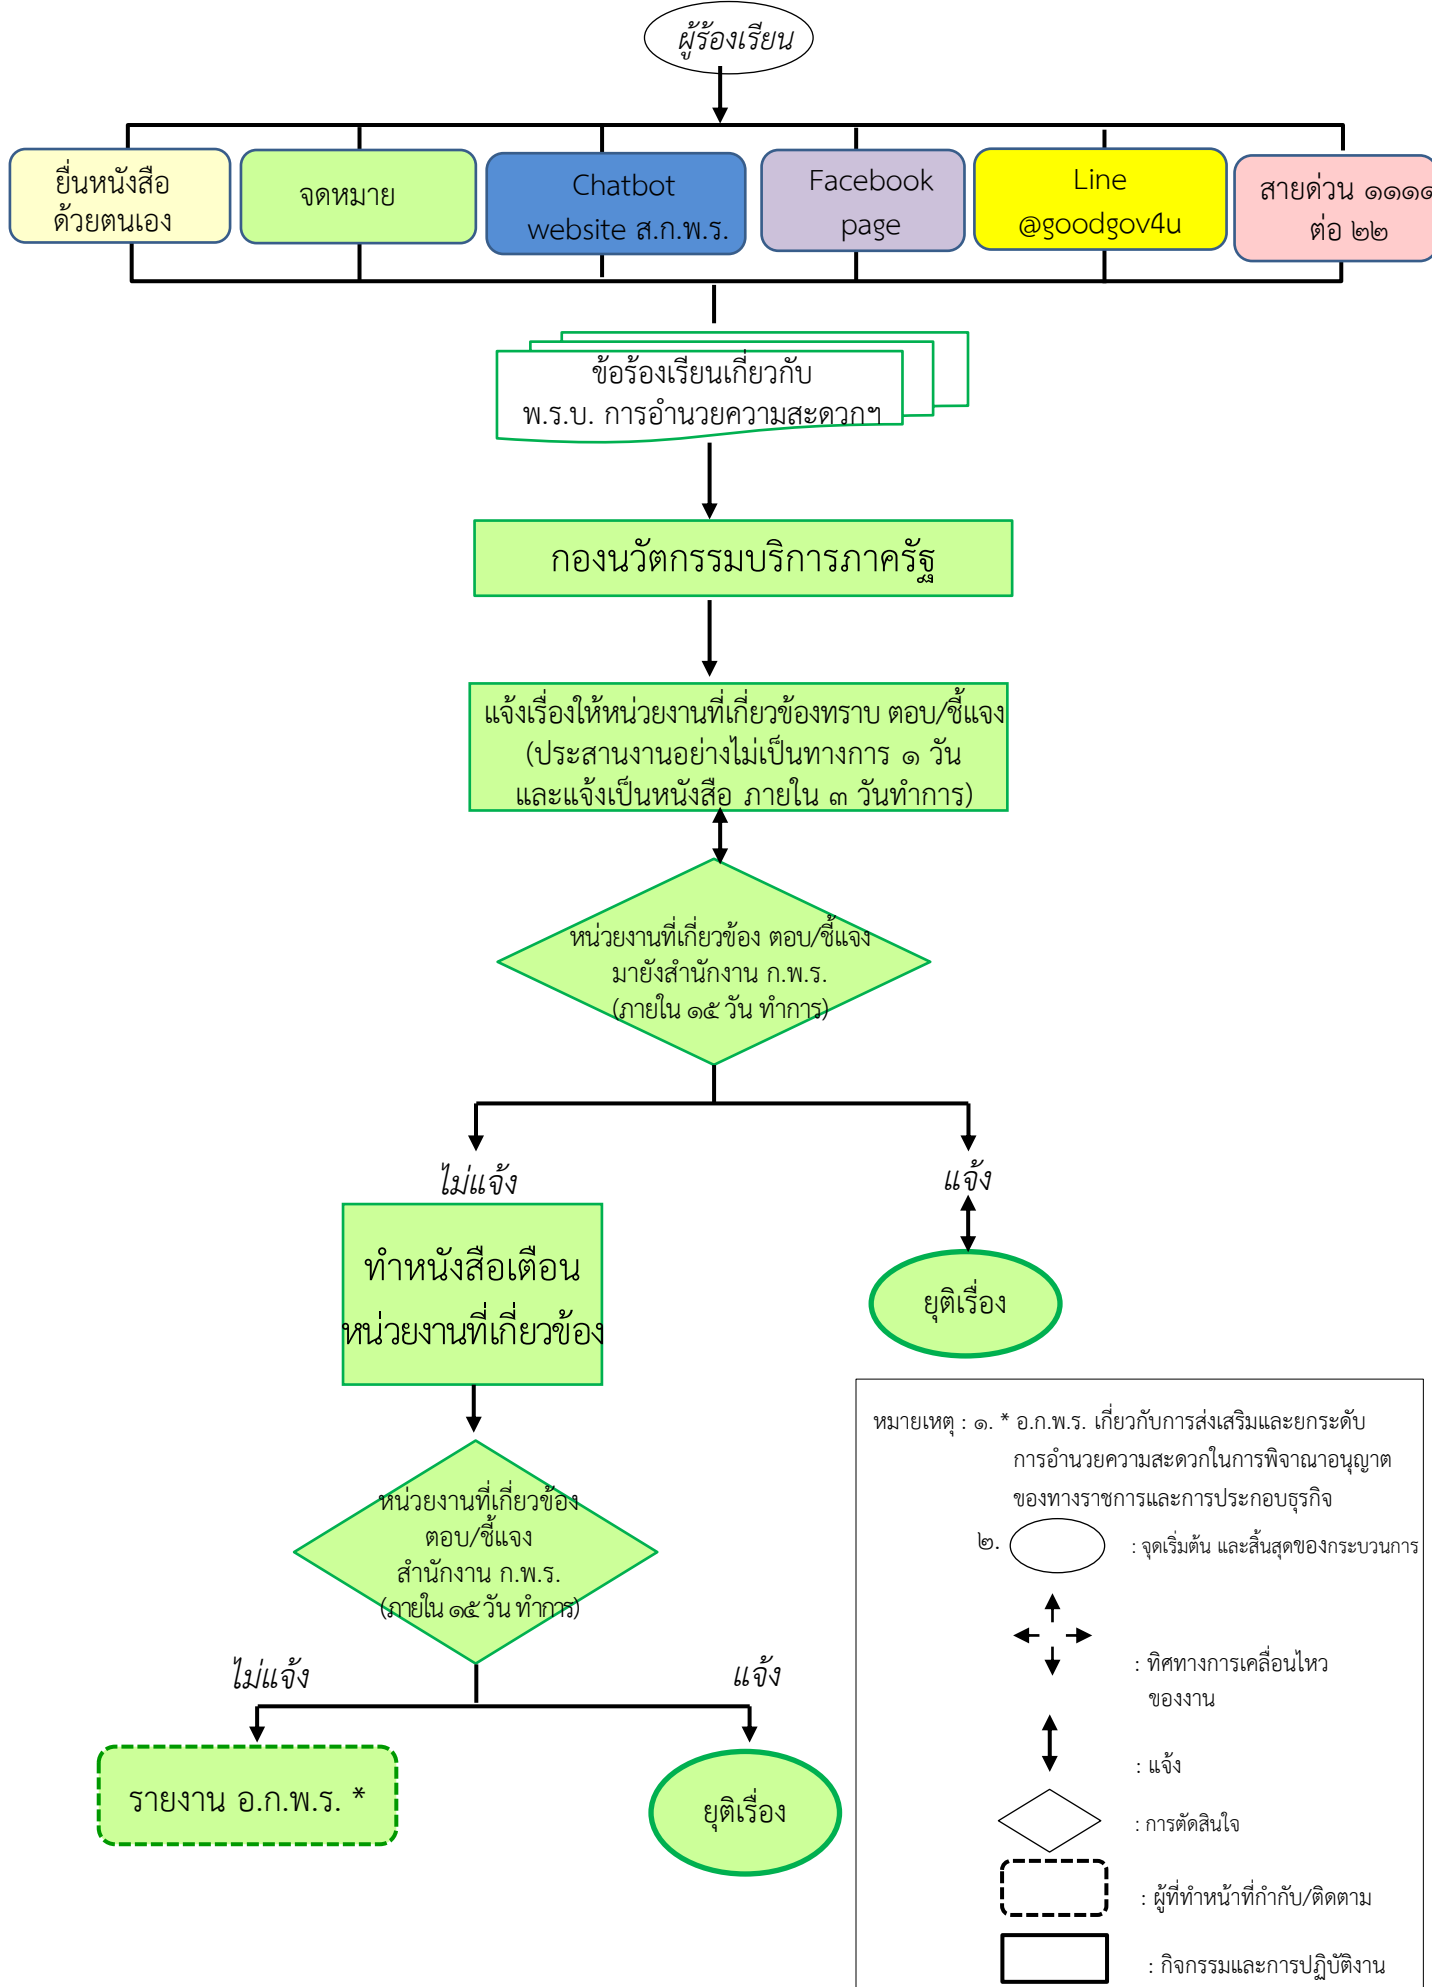 ผู้ร้องเรียน
ยื่นหนังสือ
ด้วยตนเอง
จดหมาย
Chatbot
website ส.ก.พ.ร.
Facebook
page
Line
@goodgov4u
สายด่วน ๑๑๑๑
ต่อ ๒๒
ข้อร้องเรียนเกี่ยวกับ
พ.ร.บ. การอำนวยความสะดวกฯ
กองนวัตกรรมบริการภาครัฐ
แจ้งเรื่องให้หน่วยงานที่เกี่ยวข้องทราบ ตอบ/ชี้แจง
(ประสานงานอย่างไม่เป็นทางการ ๑ วัน
และแจ้งเป็นหนังสือ ภายใน ๓ วันทำการ)
หน่วยงานที่เกี่ยวข้อง ตอบ/ชี้แจง
มายังสำนักงาน ก.พ.ร.
(ภายใน ๑๕ วัน ทำการ)
ไม่แจ้ง
แจ้ง
ทำหนังสือเตือน
หน่วยงานที่เกี่ยวข้อง
ยุติเรื่อง
หน่วยงานที่เกี่ยวข้อง
ตอบ/ชี้แจง
สำนักงาน ก.พ.ร.
(ภายใน ๑๕ วัน ทำการ)
ไม่แจ้ง
แจ้ง
รายงาน อ.ก.พ.ร. *
ยุติเรื่อง
หมายเหตุ : ๑. * อ.ก.พ.ร. เกี่ยวกับการส่งเสริมและยกระดับ
การอำนวยความสะดวกในการพิจาณาอนุญาต
ของทางราชการและการประกอบธุรกิจ
๒. : จุดเริ่มต้น และสิ้นสุดของกระบวนการ
: ทิศทางการเคลื่อนไหว
ของงาน
: แจ้ง
: การตัดสินใจ
: ผู้ที่ทำหน้าที่กำกับ/ติดตาม
: กิจกรรมและการปฏิบัติงาน